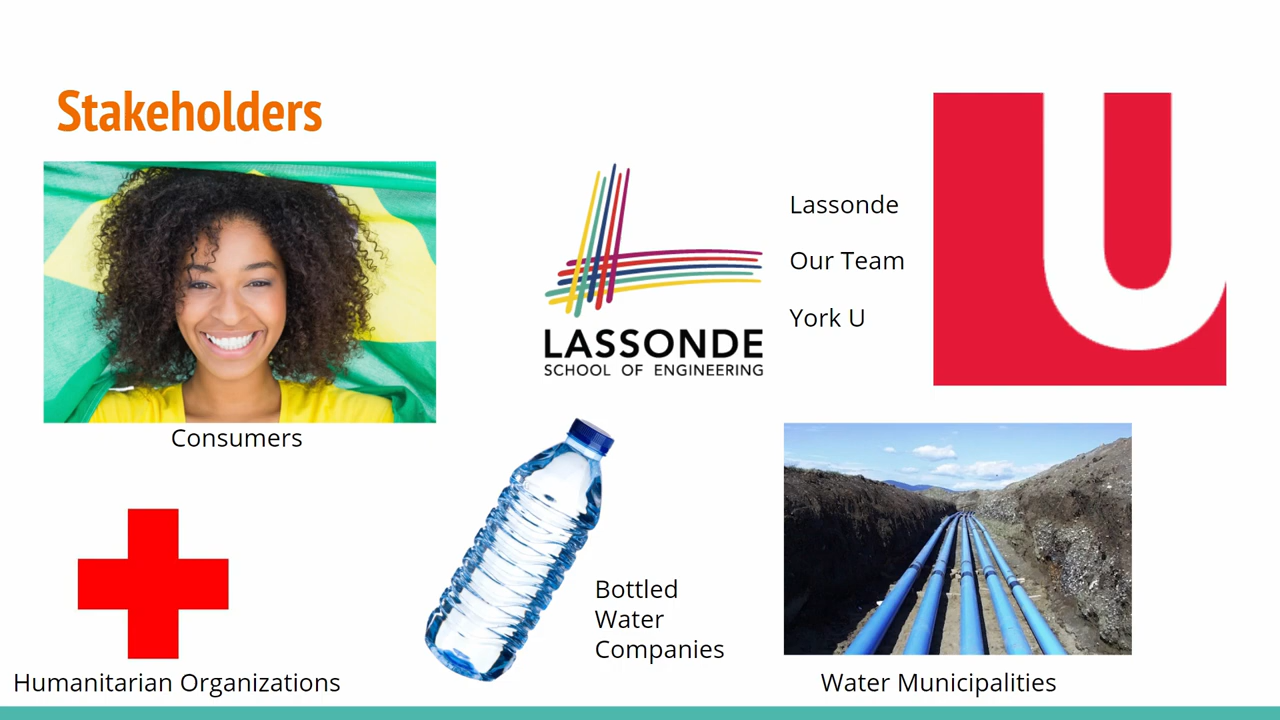 Stakeholders
Consumers
LASSONDE
SCHOOL OF ENGINEERING
Lassonde
Our Team
York U
U
Humanitarian Organizations
Bottled
Water
Companies
Water Municipalities